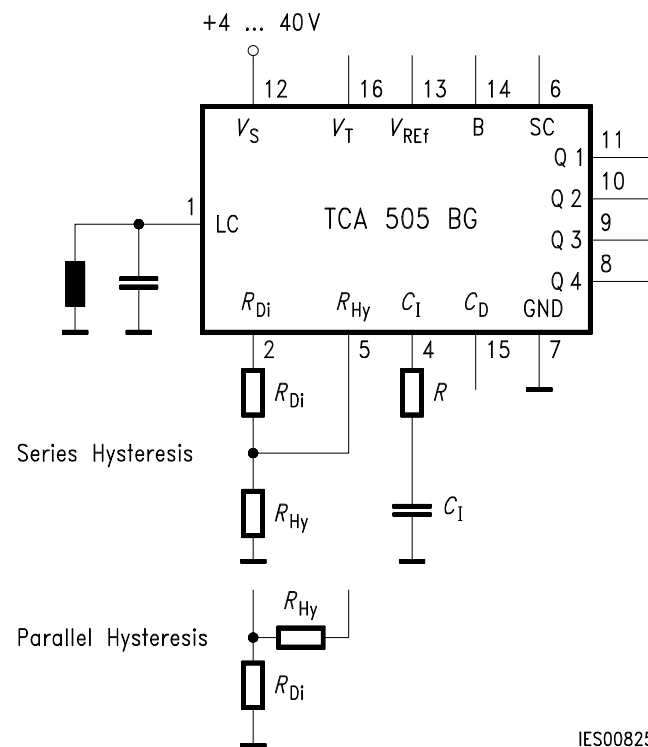 +4 ... 40 V
12 16 13 14 6
V_S V_T V_REf B SC
11
Q 1
10
Q 2
1
LC
TCA 505 BG
9
Q 3
8
Q 4
R_Di R_Hy C_I C_D GND
2 5 4 15 7
R_Di
R
Series Hysteresis
R_Hy
C_I
R_Hy
Parallel Hysteresis
R_Di
IES00825